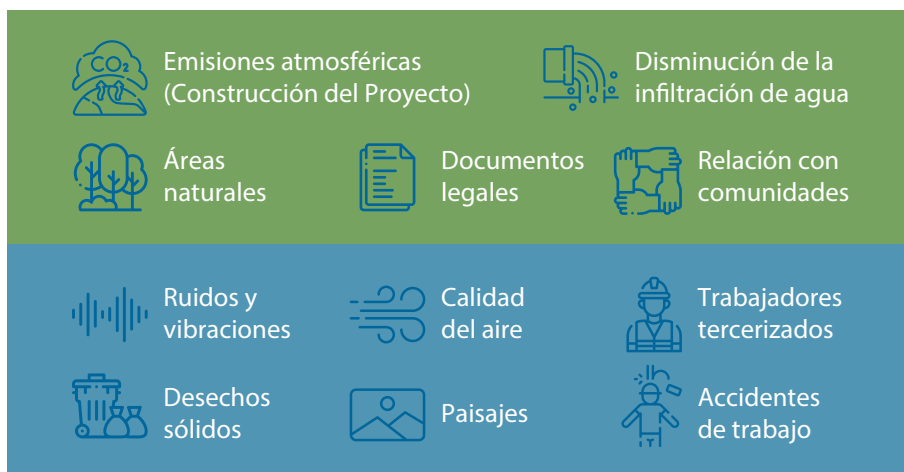 CO₂
Emisiones atmosféricas
(Construcción del Proyecto)
Disminución de la
infiltración de agua
Áreas
naturales
Documentos
legales
Relación con
comunidades
Ruidos y
vibraciones
Calidad
del aire
Trabajadores
tercerizados
Desechos
sólidos
Paisajes
Accidentes
de trabajo